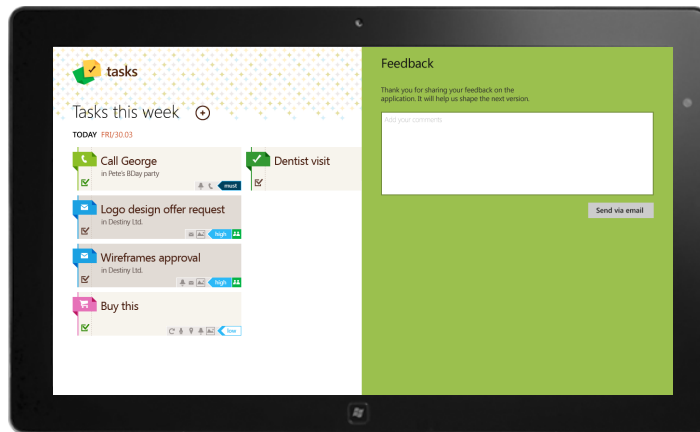 tasks
Tasks this week
TODAY FRI/30.03
Call George
in Pete's BDay party
must
Dentist visit
Logo design offer request
in Destiny Ltd.
high
Wireframes approval
in Destiny Ltd.
high
Buy this
low
Feedback
Thank you for sharing your feedback on the
application. It will help us shape the next version.
Add your comments
Send via email